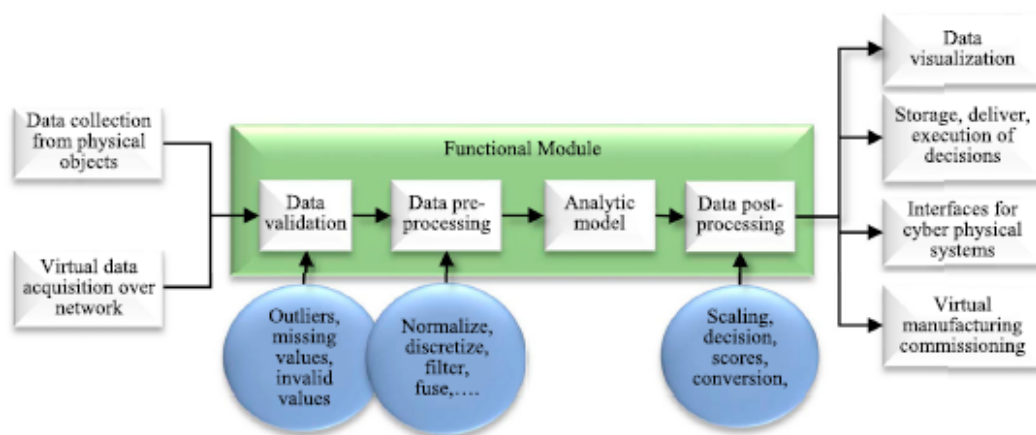 Data collection
from physical
objects
Virtual data
acquisition over
network
Functional Module
Data
validation
Data pre-
processing
Analytic
model
Data post-
processing
Outliers,
missing
values,
invalid
values
Normalize,
discretize,
filter,
fuse,….
Scaling,
decision,
scores,
conversion,
Data
visualization
Storage, deliver,
execution of
decisions
Interfaces for
cyber physical
systems
Virtual
manufacturing
commissioning